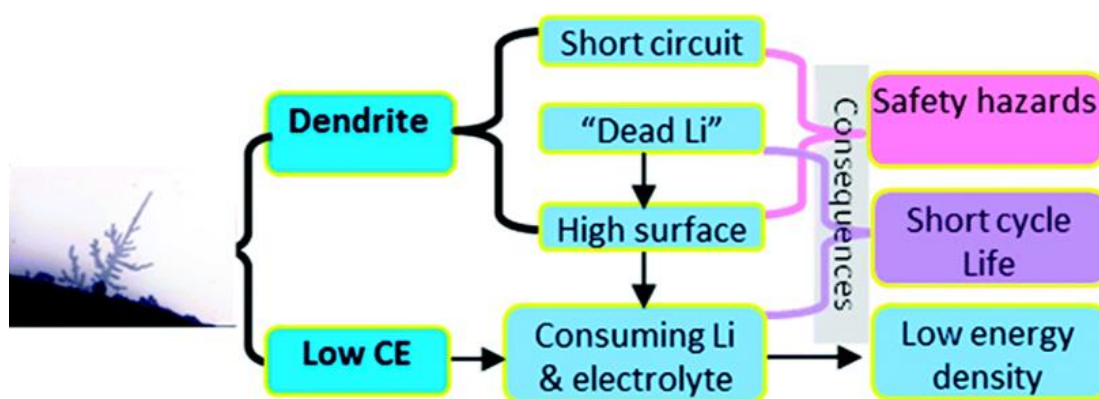 Short circuit
Dendrite
"Dead Li"
High surface
Low CE
Consuming Li
& electrolyte
Consequences
Safety hazards
Short cycle
Life
Low energy
density